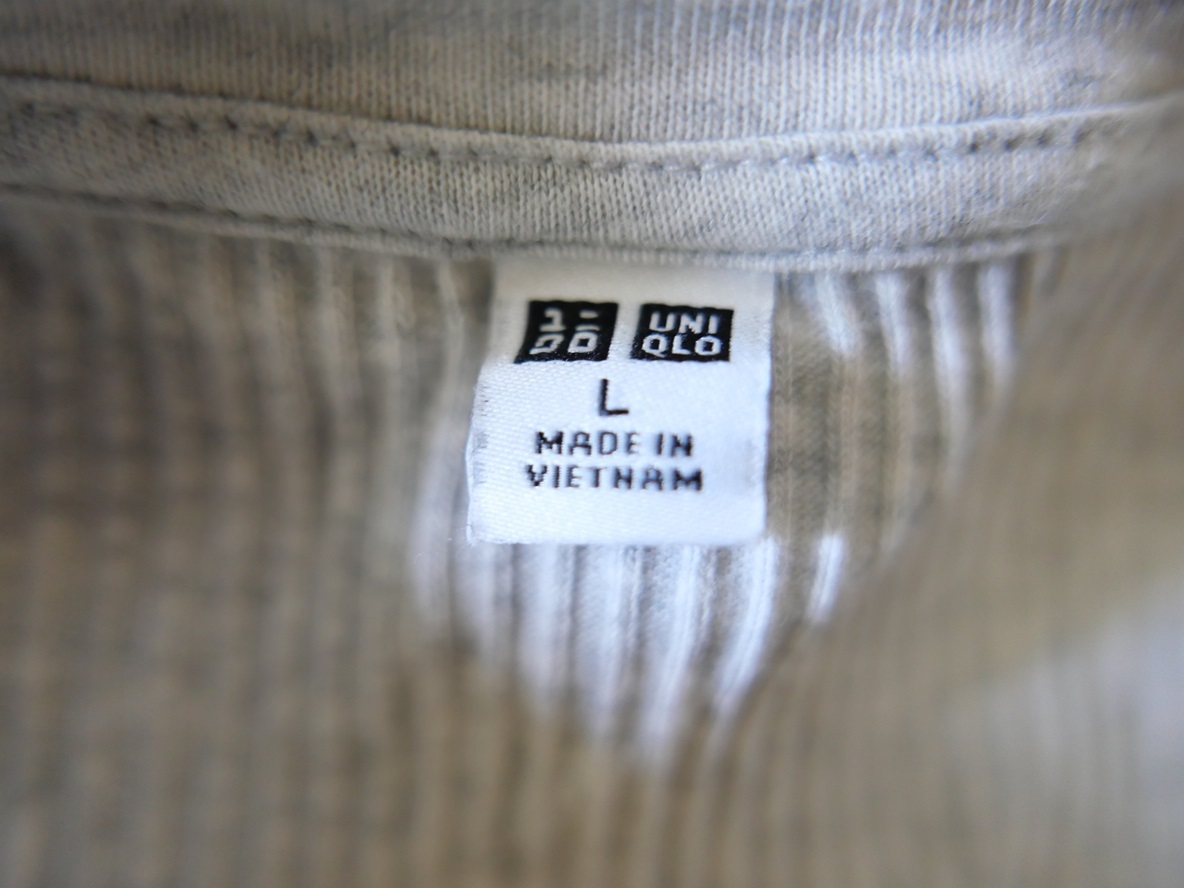 ユニ UNI
クロ QLO
L
MADE IN
VIETNAM